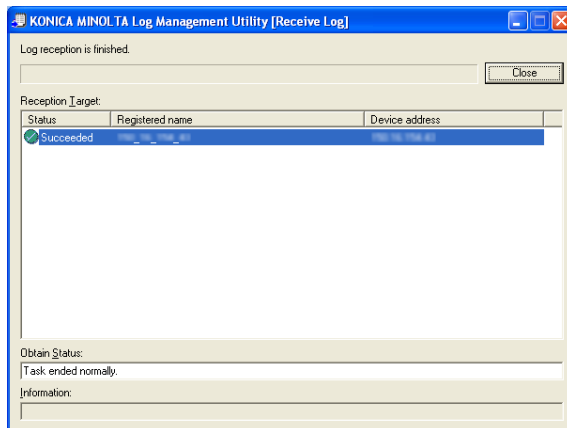 KONICA MINOLTA Log Management Utility [Receive Log]
Log reception is finished.
Close
Reception Target:
Status Registered name Device address
Succeeded
Obtain Status:
Task ended normally.
Information: